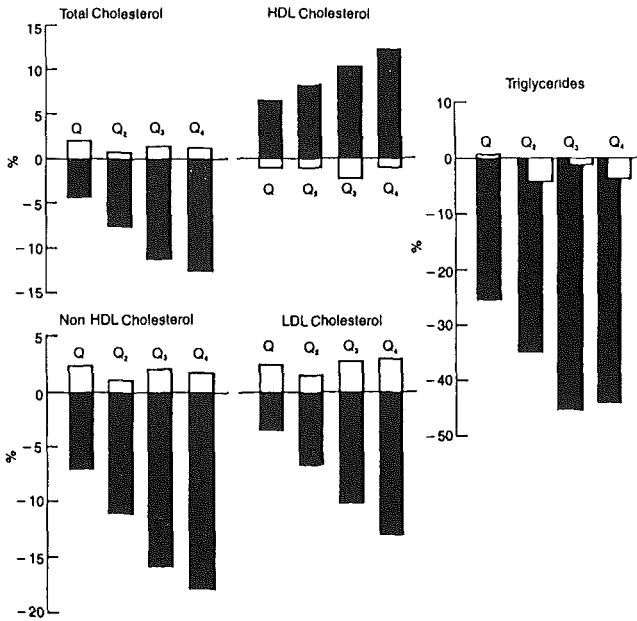 Total Cholesterol
15
10
5
0
−5
−10
−15
%
Q Q₂ Q₃ Q₄
HDL Cholesterol
Q Q₂ Q₃ Q₄
Triglycerides
10
0
−10
−20
−30
−40
−50
%
Q Q₂ Q₃ Q₄
Non HDL Cholesterol
5
0
−5
−10
−15
−20
%
Q Q₂ Q₃ Q₄
LDL Cholesterol
Q Q₂ Q₃ Q₄